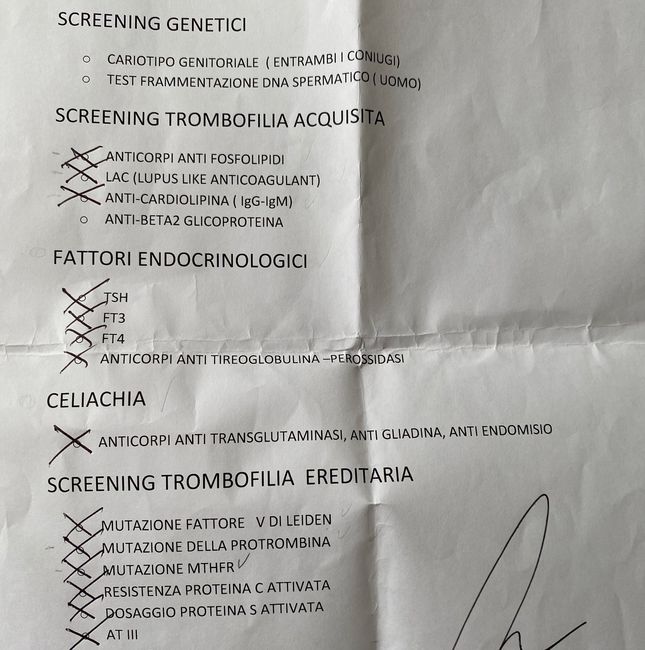 SCREENING GENETICI
CARIOTIPO GENITORIALE ( ENTRAMBI I CONIUGI)
TEST FRAMMENTAZIONE DNA SPERMATICO ( UOMO)
SCREENING TROMBOFILIA ACQUISITA
ANTICORPI ANTI FOSFOLIPIDI
LAC (LUPUS LIKE ANTICOAGULANT)
ANTI-CARDIOLIPINA ( IgG-IgM)
ANTI-BETA2 GLICOPROTEINA
FATTORI ENDOCRINOLOGICI
TSH
FT3
FT4
ANTICORPI ANTI TIREOGLOBULINA –PEROSSIDASI
CELIACHIA
ANTICORPI ANTI TRANSGLUTAMINASI, ANTI GLIADINA, ANTI ENDOMISIO
SCREENING TROMBOFILIA EREDITARIA
MUTAZIONE FATTORE V DI LEIDEN
MUTAZIONE DELLA PROTROMBINA
MUTAZIONE MTHFR
RESISTENZA PROTEINA C ATTIVATA
DOSAGGIO PROTEINA S ATTIVATA
AT III